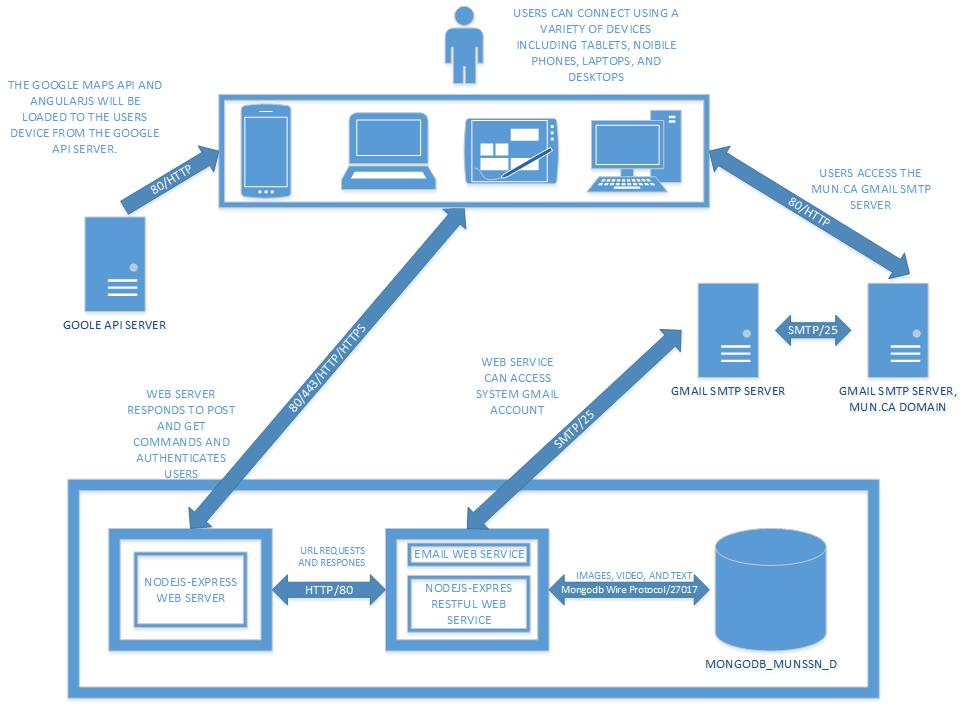 USERS CAN CONNECT USING A
VARIETY OF DEVICES
INCLUDING TABLETS, NOIBILE
PHONES, LAPTOPS, AND
DESKTOPS
THE GOOGLE MAPS API AND
ANGULARJS WILL BE
LOADED TO THE USERS
DEVICE FROM THE GOOGLE
API SERVER.
80/HTTP
GOOLE API SERVER
USERS ACCESS THE
MUN.CA GMAIL SMTP
SERVER
80/HTTP
SMTP/25
GMAIL SMTP SERVER
GMAIL SMTP SERVER,
MUN.CA DOMAIN
80/443/HTTP/HTTPS
WEB SERVICE
CAN ACCESS
SYSTEM GMAIL
ACCOUNT
SMTP/25
WEB SERVER
RESPONDS TO POST
AND GET
COMMANDS AND
AUTHENTICATES
USERS
NODEJS-EXPRESS
WEB SERVER
URL REQUESTS
AND RESPONES
HTTP/80
EMAIL WEB SERVICE
NODEJS-EXPRES
RESTFUL WEB
SERVICE
IMAGES, VIDEO, AND TEXT
Mongodb Wire Protocol/27017
MONGODB_MUNSSN_D